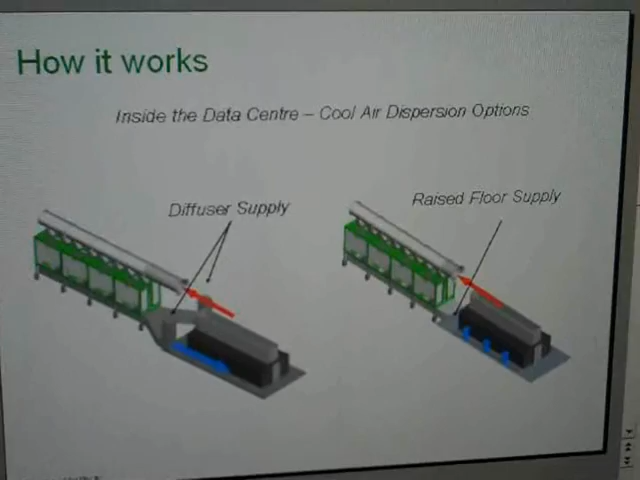 How it works
Inside the Data Centre – Cool Air Dispersion Options
Diffuser Supply
Raised Floor Supply